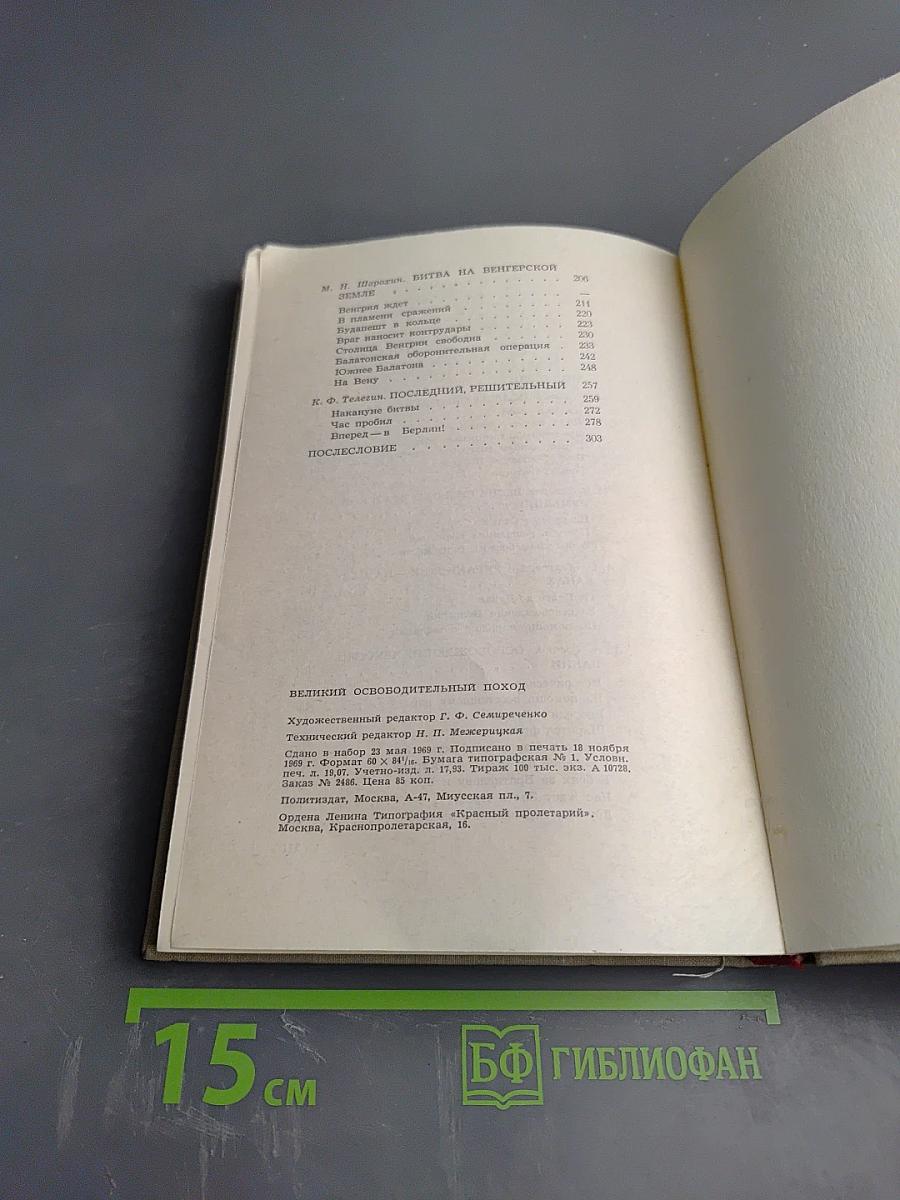 М. Н. Шарохин. БИТВА НА ВЕНГЕРСКОЙ
ЗЕМЛЕ . . . . . . . . . . . . 206
Венгрия ждет . . . . . . . . . . —
В пламени сражений . . . . . . . . 211
Будапешт в кольце . . . . . . . . 220
Враг наносит контрудары . . . . . . 223
Столица Венгрии свободна . . . . . . 230
Балатонская оборонительная операция . 233
Южнее Балатона . . . . . . . . . 242
На Вену . . . . . . . . . . . . 248
К. Ф. Телегин. ПОСЛЕДНИЙ, РЕШИТЕЛЬНЫЙ 257
Накануне битвы . . . . . . . . . 259
Час пробил . . . . . . . . . . . 272
Вперед — в Берлин! . . . . . . . . 278
ПОСЛЕСЛОВИЕ . . . . . . . . . . 303
ВЕЛИКИЙ ОСВОБОДИТЕЛЬНЫЙ ПОХОД
Художественный редактор Г. Ф. Семиреченко
Технический редактор Н. П. Межерицкая
Сдано в набор 23 мая 1969 г. Подписано в печать 18 ноября
1969 г. Формат 60 × 84¹/₁₆. Бумага типографская № 1. Условн.
печ. л. 19,07. Учетно-изд. л. 17,93. Тираж 100 тыс. экз. А 10728.
Заказ № 2486. Цена 85 коп.
Политиздат, Москва, А-47, Миусская пл., 7.
Ордена Ленина Типография «Красный пролетарий».
Москва, Краснопролетарская, 16.
15 см
БФ ГИБЛИОФАН